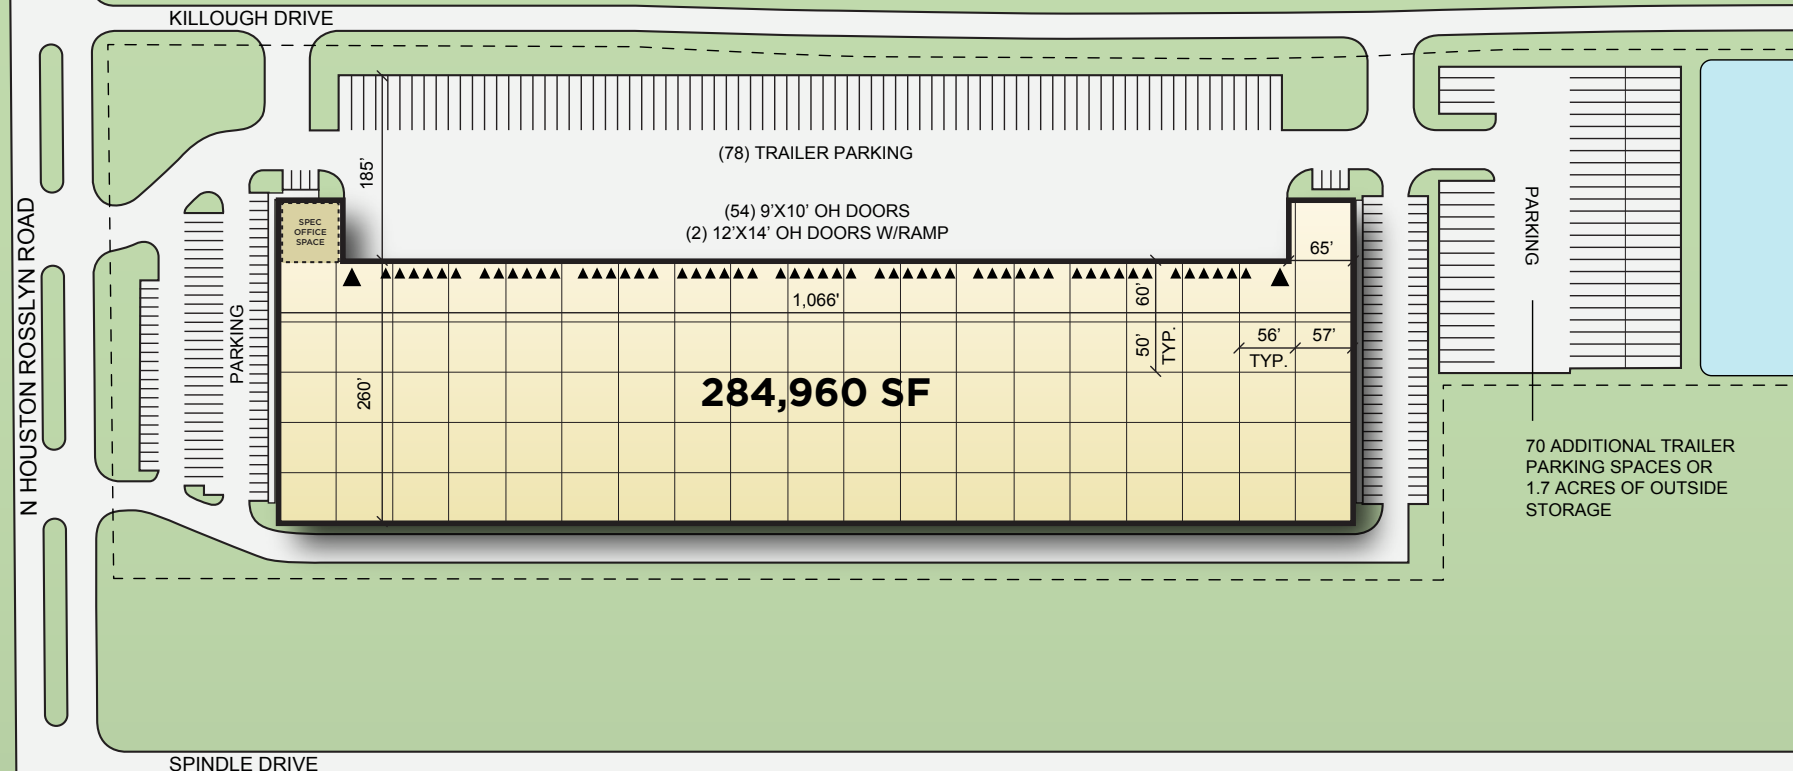 KILLOUGH DRIVE
(78) TRAILER PARKING
185'
(54) 9'X10' OH DOORS
(2) 12'X14' OH DOORS W/RAMP
SPEC
OFFICE
SPACE
65'
PARKING
N HOUSTON ROSSLYN ROAD
PARKING
1,066'
60'
50'
TYP.
56'
TYP.
57'
260'
284,960 SF
70 ADDITIONAL TRAILER
PARKING SPACES OR
1.7 ACRES OF OUTSIDE
STORAGE
SPINDLE DRIVE